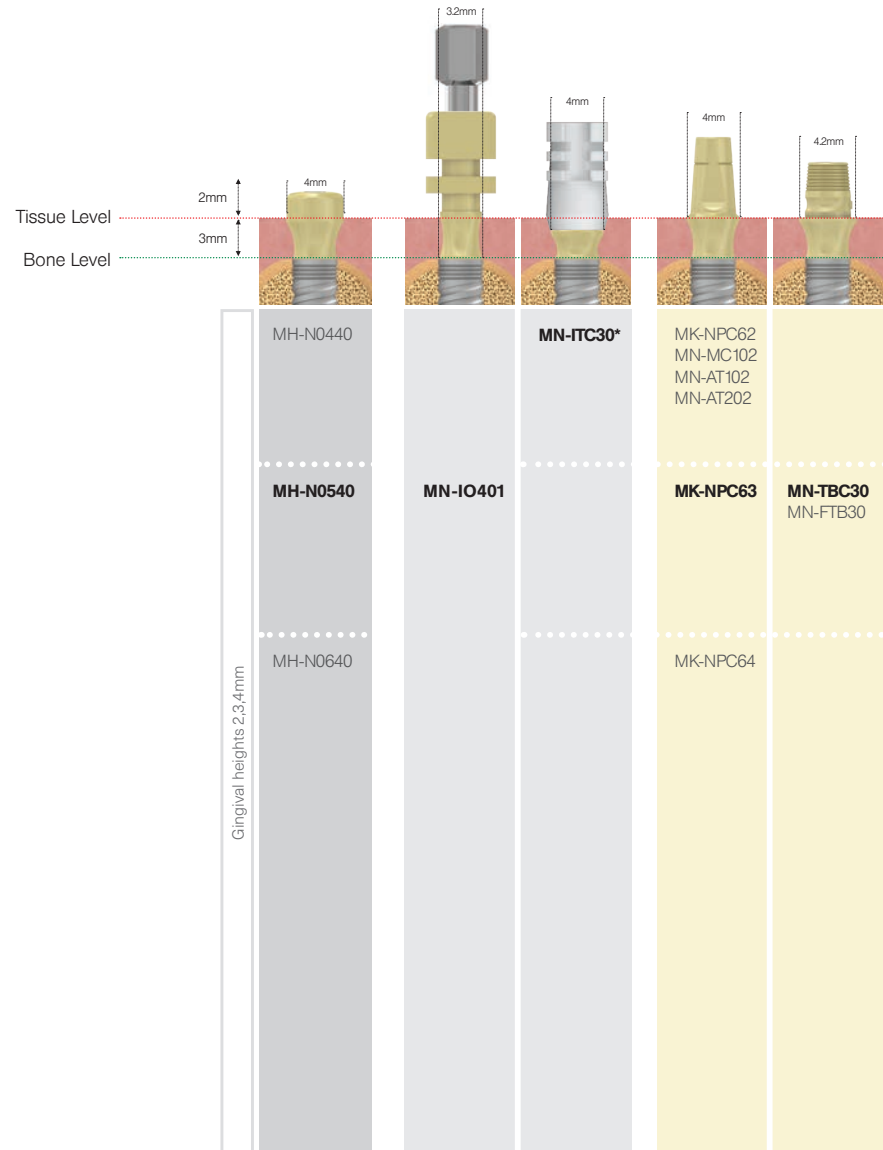 3.2mm
4mm
4mm
4.2mm
4mm
2mm
Tissue Level
3mm
Bone Level
MH-N0440
MN-ITC30*
MK-NPC62
MN-MC102
MN-AT102
MN-AT202
MH-N0540
MN-IO401
MK-NPC63
MN-TBC30
MN-FTB30
MH-N0640
MK-NPC64
Gingival heights 2,3,4mm